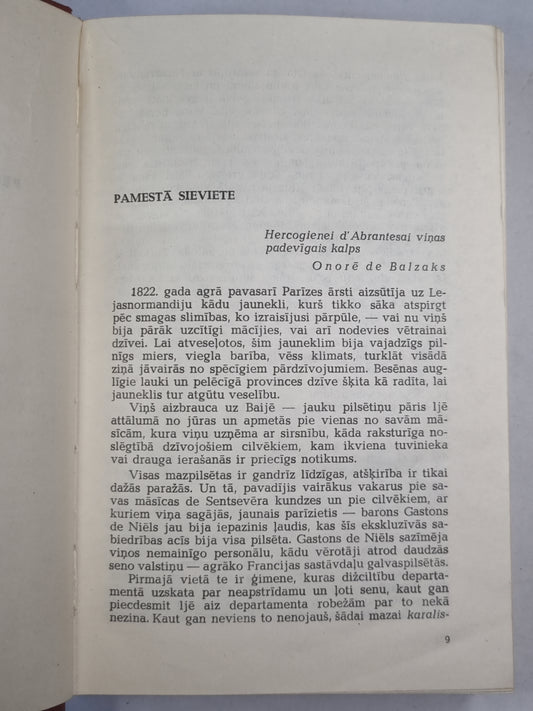 PAMESTĀ SIEVIETE
Hercogienei d'Abrantesai viņas
padevīgais kalps
Onorē de Balzaks
1822. gada agrā pavasarī Parīzes ārsti aizsūtīja uz Le-
jasnormandiju kādu jaunekli, kurš tikko sāka atspirgt
pēc smagas slimības, ko izraisījusi pārpūle, — vai nu viņš
bija pārāk uzcītīgi mācījies, vai arī nodevies vētrainai
dzīvei. Lai atveseļotos, šim jauneklim bija vajadzīgs pil-
nīgs miers, viegla barība, vēss klimats, turklāt visādā
ziņā jāvairās no spēcīgiem pārdzīvojumiem. Besēnas aug-
līgie lauki un pelēcīgā provinces dzīve šķita kā radīta, lai
jauneklis tur atgūtu veselību.
Viņš aizbrauca uz Baijē — jauku pilsētiņu pāris ljē
attālumā no jūras un apmetās pie vienas no savām mā-
sīcām, kura viņu uzņēma ar sirsnību, kāda raksturīga no-
slēgtībā dzīvojošiem cilvēkiem, kam ikviena tuvinieka
vai drauga ierašanās ir priecīgs notikums.
Visas mazpilsētas ir gandrīz līdzīgas, atšķirība ir tikai
dažās paražās. Un tā, pavadījis vairākus vakarus pie sa-
vas māsīcas de Sentsevēra kundzes un pie cilvēkiem, ar
kuriem viņa sagājās, jaunais parīzietis — barons Gastons
de Niēls jau bija iepazinis ļaudis, kas šīs ekskluzīvās sa-
biedrības acīs bija visa pilsēta. Gastons de Niēls sazīmēja
viņos nemainīgo personālu, kādu vērotāji atrod daudzās
seno valstiņu — agrāko Francijas sastāvdaļu galvaspilsētās.
Pirmajā vietā te ir ģimene, kuras dižciltību departa-
mentā uzskata par neapstrīdamu un ļoti senu, kaut gan
piecdesmit ljē aiz departamenta robežām par to nekā
nezina. Kaut gan neviens to nenojauš, šādai mazai karalis-
9